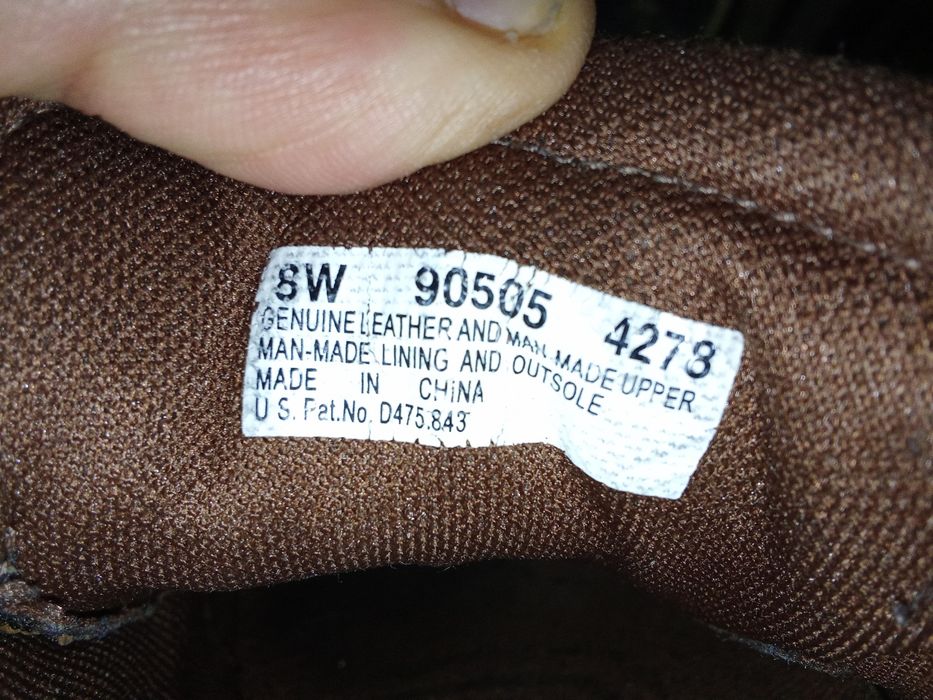 8W 90505 4278
GENUINE LEATHER AND MAN MADE UPPER
MAN-MADE LINING AND OUTSOLE
MADE IN CHINA
U S. Pat.No. D475.843